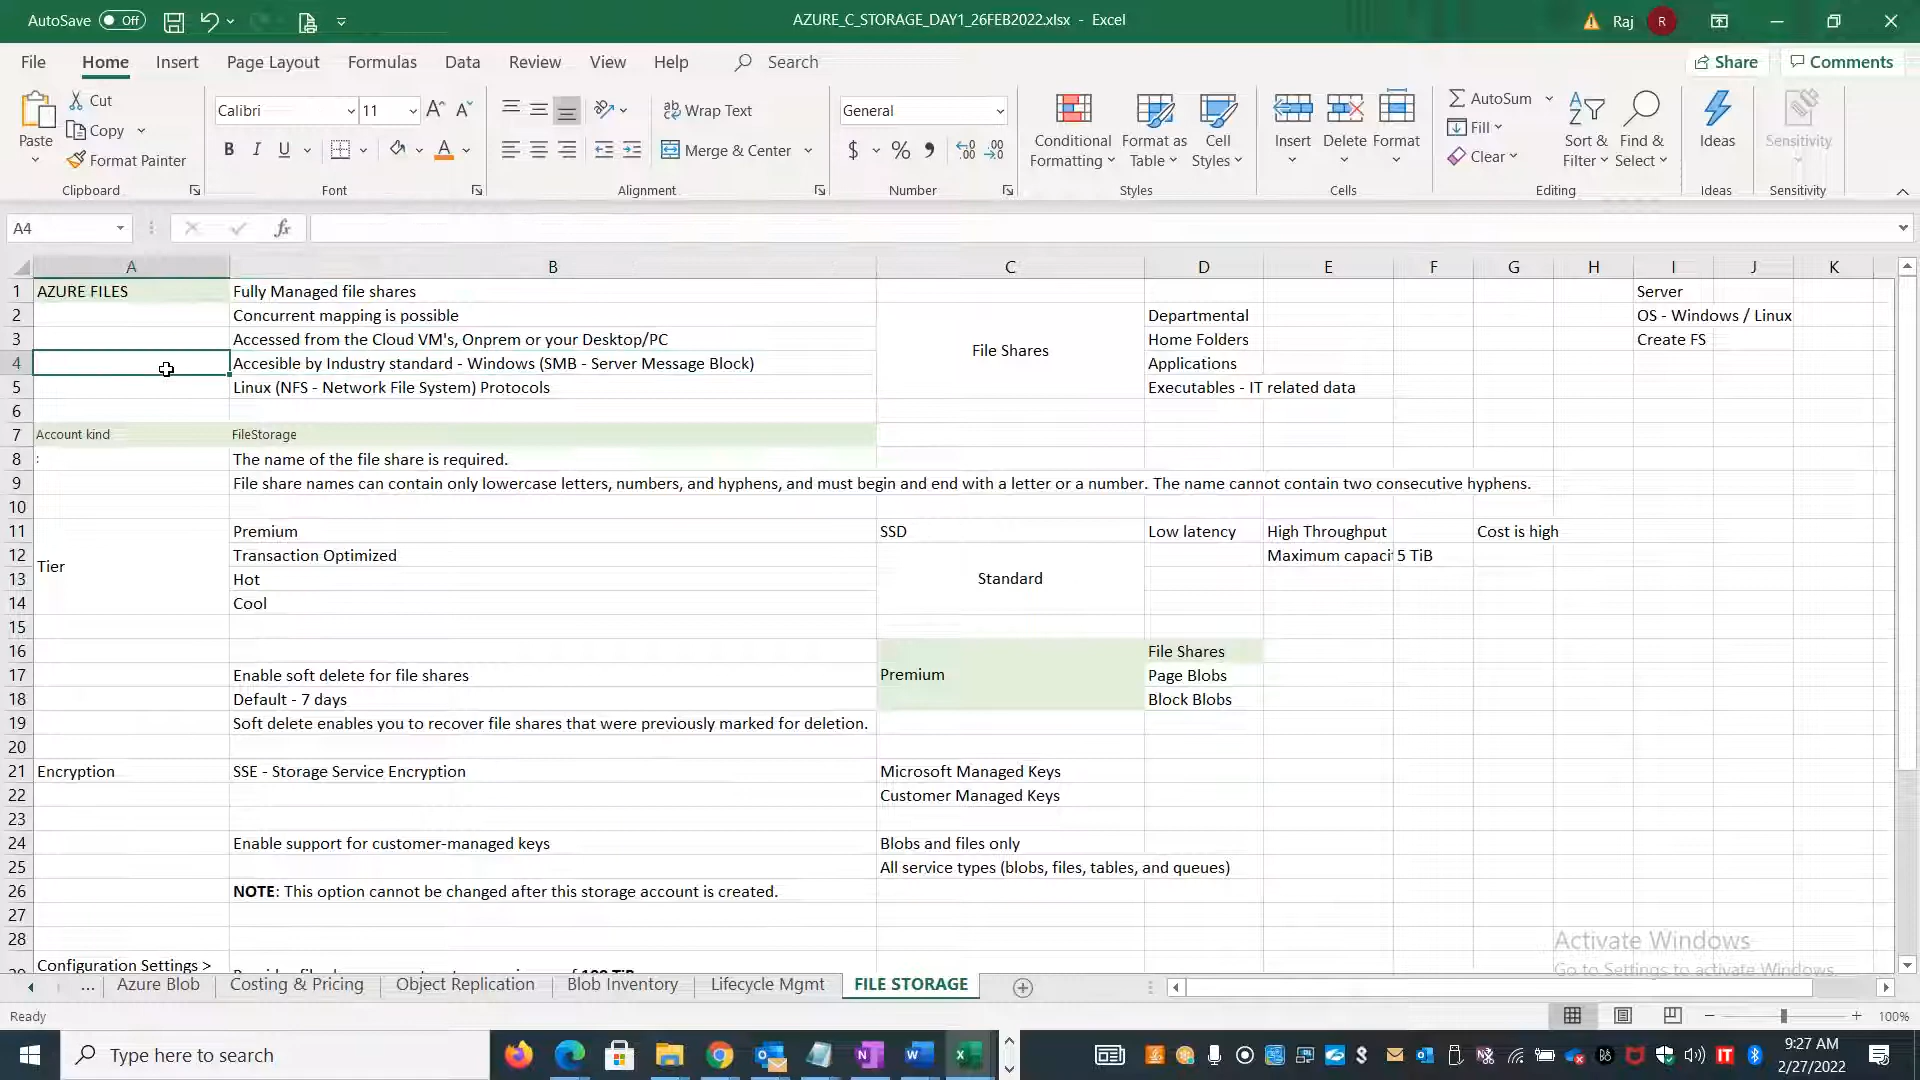 AutoSave Off
AZURE_C_STORAGE_DAY1_26FEB2022.xlsx - Excel
Raj R
File Home Insert Page Layout Formulas Data Review View Help Search
Share Comments
Paste
Cut
Copy
Format Painter
Clipboard
Calibri 11
B I U
Font
Wrap Text
Merge & Center
Alignment
General
$ % 9
Number
Conditional Formatting
Format as Table
Cell Styles
Styles
Insert Delete Format
Cells
AutoSum
Fill
Clear
Sort & Filter
Find & Select
Editing
Ideas
Ideas
Sensitivity
Sensitivity
A4 fx
A B C D E F G H I J K
1 AZURE FILES Fully Managed file shares Server
2 Concurrent mapping is possible Departmental OS - Windows / Linux
3 Accessed from the Cloud VM's, Onprem or your Desktop/PC File Shares Home Folders Create FS
4 Accesible by Industry standard - Windows (SMB - Server Message Block) Applications
5 Linux (NFS - Network File System) Protocols Executables - IT related data
6
7 Account kind FileStorage
8 : The name of the file share is required.
9 File share names can contain only lowercase letters, numbers, and hyphens, and must begin and end with a letter or a number. The name cannot contain two consecutive hyphens.
10
11 Premium SSD Low latency High Throughput Cost is high
12 Tier Transaction Optimized Maximum capacit 5 TiB
13 Hot Standard
14 Cool
15
16 File Shares
17 Enable soft delete for file shares Premium Page Blobs
18 Default - 7 days Block Blobs
19 Soft delete enables you to recover file shares that were previously marked for deletion.
20
21 Encryption SSE - Storage Service Encryption Microsoft Managed Keys
22 Customer Managed Keys
23
24 Enable support for customer-managed keys Blobs and files only
25 All service types (blobs, files, tables, and queues)
26 NOTE: This option cannot be changed after this storage account is created.
27
28
Configuration Settings >
Activate Windows
Go to Settings to activate Windows.
... Azure Blob Costing & Pricing Object Replication Blob Inventory Lifecycle Mgmt FILE STORAGE
Ready 100%
Type here to search
9:27 AM
2/27/2022